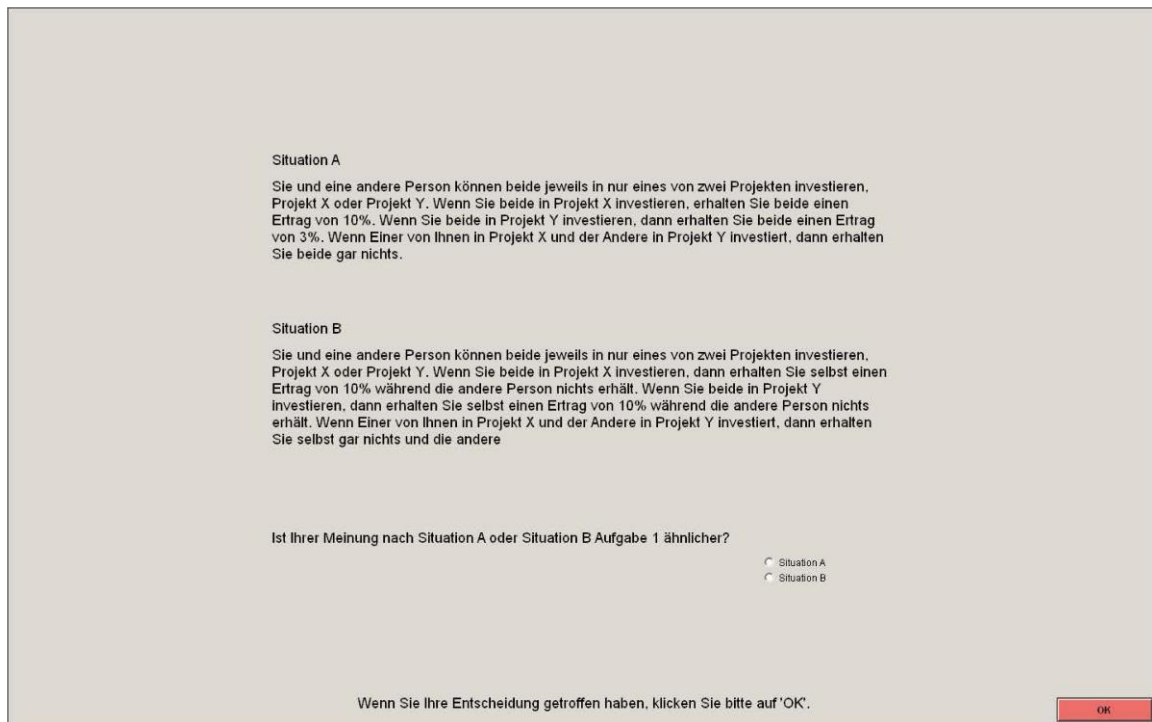 Situation A
Sie und eine andere Person können beide jeweils in nur eines von zwei Projekten investieren,
Projekt X oder Projekt Y. Wenn Sie beide in Projekt X investieren, erhalten Sie beide einen
Ertrag von 10%. Wenn Sie beide in Projekt Y investieren, dann erhalten Sie beide einen Ertrag
von 3%. Wenn Einer von Ihnen in Projekt X und der Andere in Projekt Y investiert, dann erhalten
Sie beide gar nichts.
Situation B
Sie und eine andere Person können beide jeweils in nur eines von zwei Projekten investieren,
Projekt X oder Projekt Y. Wenn Sie beide in Projekt X investieren, dann erhalten Sie selbst einen
Ertrag von 10% während die andere Person nichts erhält. Wenn Sie beide in Projekt Y
investieren, dann erhalten Sie selbst einen Ertrag von 10% während die andere Person nichts
erhält. Wenn Einer von Ihnen in Projekt X und der Andere in Projekt Y investiert, dann erhalten
Sie selbst gar nichts und die andere
Ist Ihrer Meinung nach Situation A oder Situation B Aufgabe 1 ähnlicher?
Situation A
Situation B
Wenn Sie Ihre Entscheidung getroffen haben, klicken Sie bitte auf 'OK'.
OK